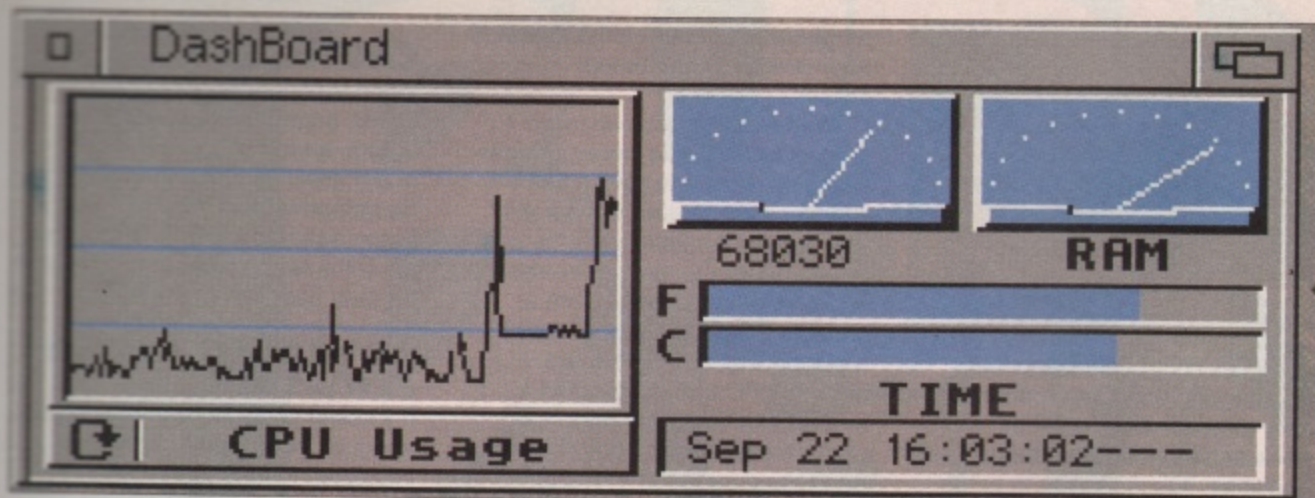 DashBoard
68030
RAM
F
C
TIME
CPU Usage
Sep 22 16:03:02---